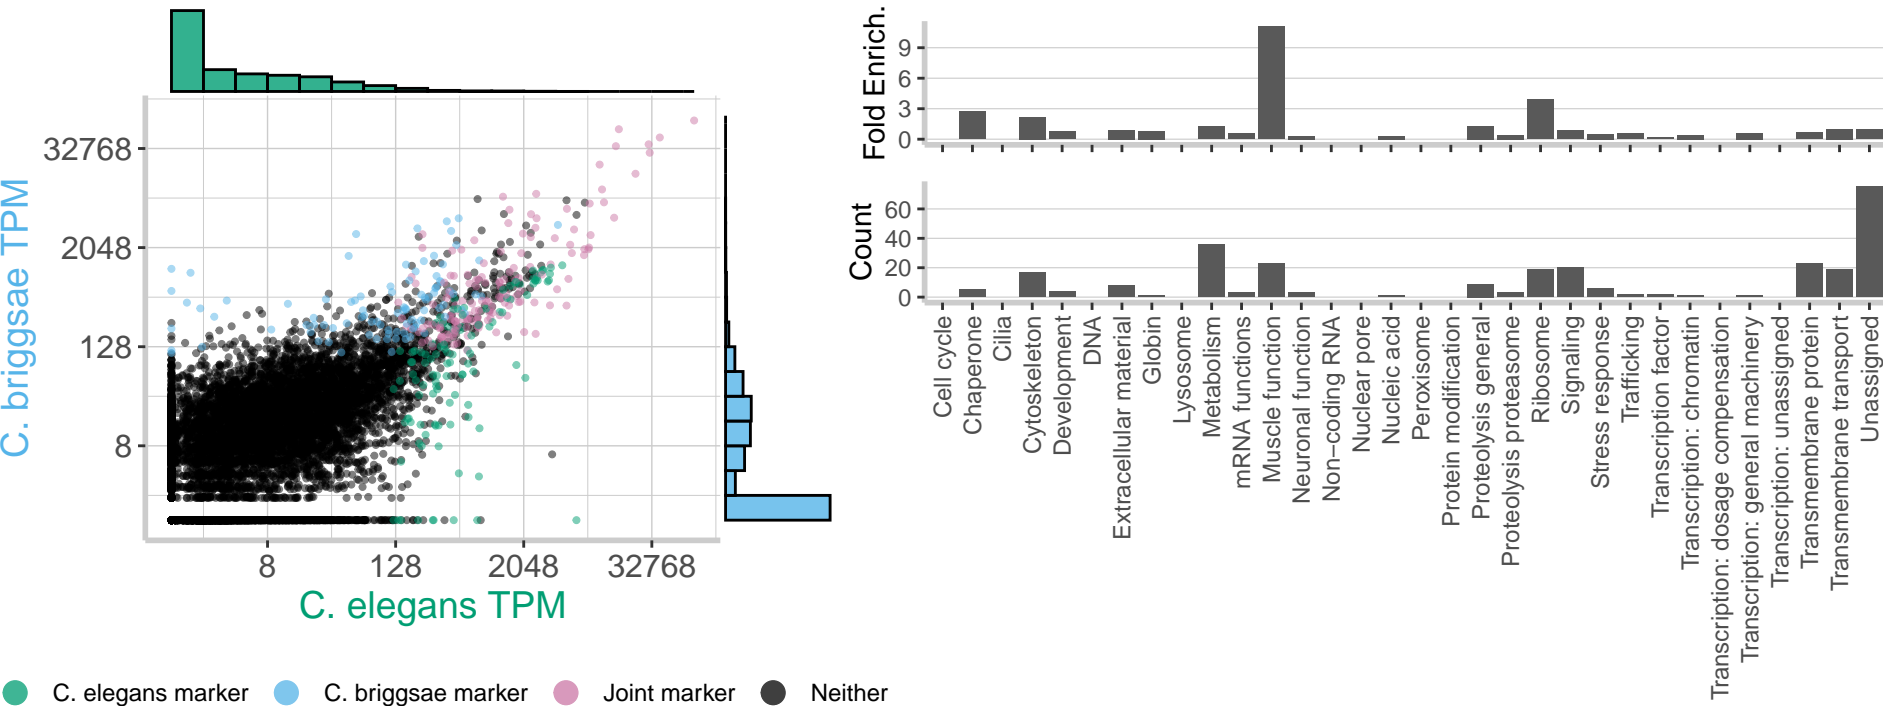 C. briggsae TPM
32768
2048
128
8
8
128
2048
32768
C. elegans TPM
C. elegans marker
C. briggsae marker
Joint marker
Neither
Fold Enrich.
9
6
3
0
Count
60
40
20
0
Cell cycle
Chaperone
Cilia
Cytoskeleton
Development
DNA
Extracellular material
Globin
Lysosome
Metabolism
mRNA functions
Muscle function
Neuronal function
Non−coding RNA
Nuclear pore
Nucleic acid
Peroxisome
Protein modification
Proteolysis general
Proteolysis proteasome
Ribosome
Signaling
Stress response
Trafficking
Transcription factor
Transcription: chromatin
Transcription: dosage compensation
Transcription: general machinery
Transcription: unassigned
Transmembrane protein
Transmembrane transport
Unassigned